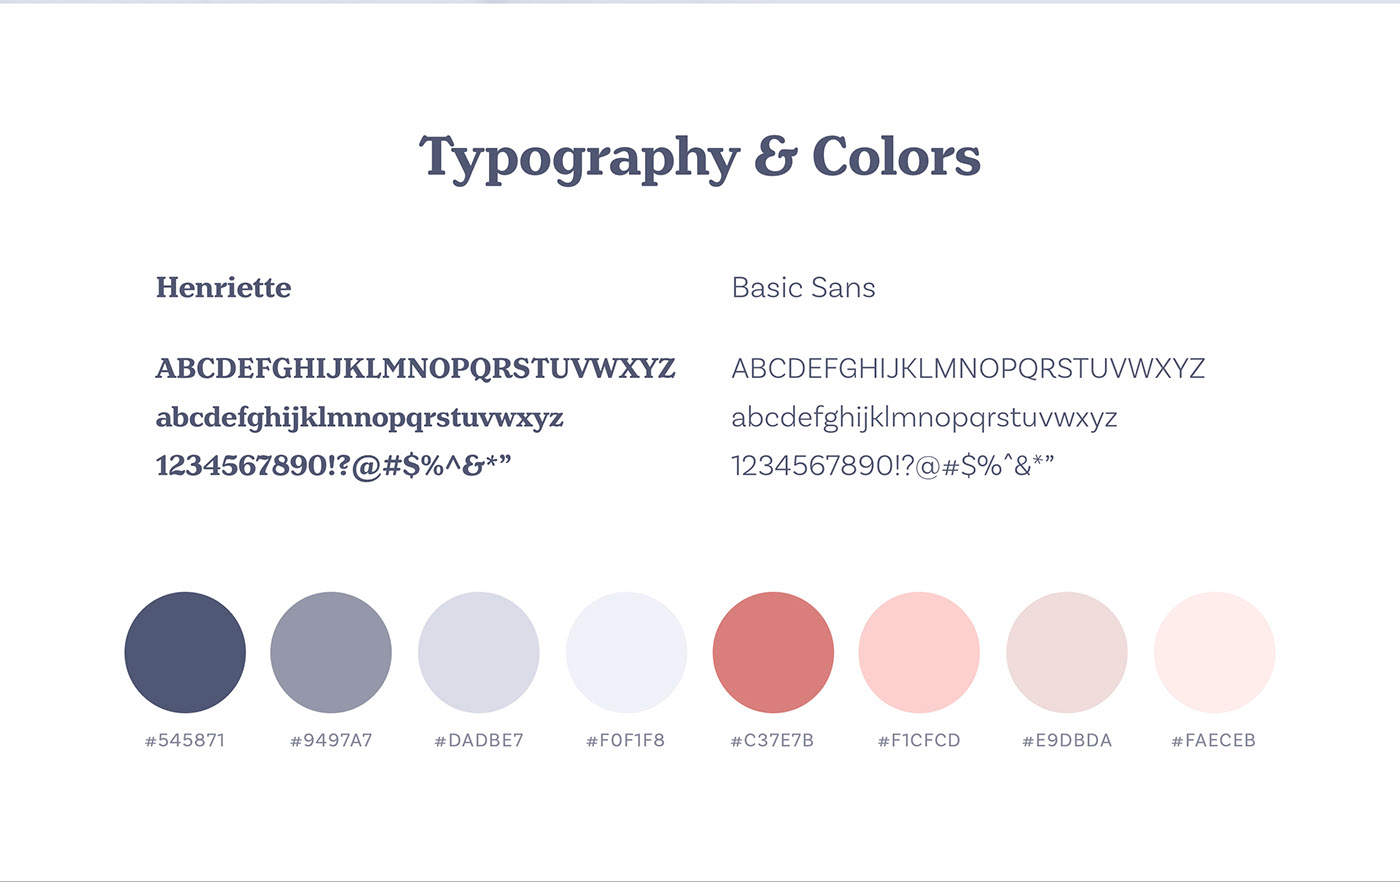 Typography & Colors
Henriette
ABCDEFGHIJKLMNOPQRSTUVWXYZ
abcdefghijklmnopqrstuvwxyz
1234567890!?@#$%^&*”
Basic Sans
ABCDEFGHIJKLMNOPQRSTUVWXYZ
abcdefghijklmnopqrstuvwxyz
1234567890!?@#$%^&*”
#545871
#9497A7
#DADBE7
#F0F1F8
#C37E7B
#F1CFCD
#E9DBDA
#FAECEB